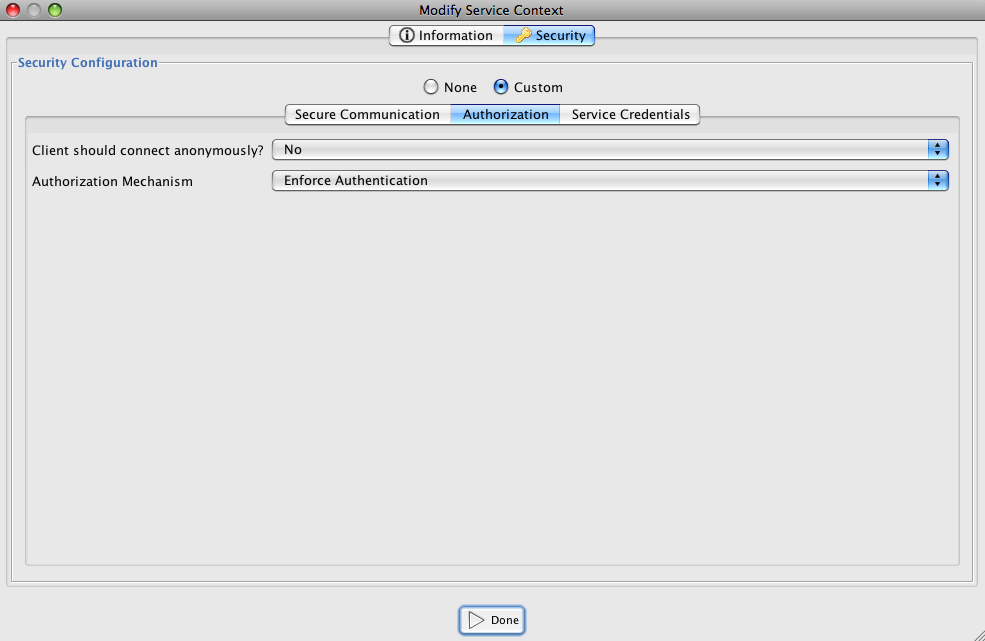 Modify Service Context
Information Security
Security Configuration
None Custom
Secure Communication Authorization Service Credentials
Client should connect anonymously? No
Authorization Mechanism Enforce Authentication
Done